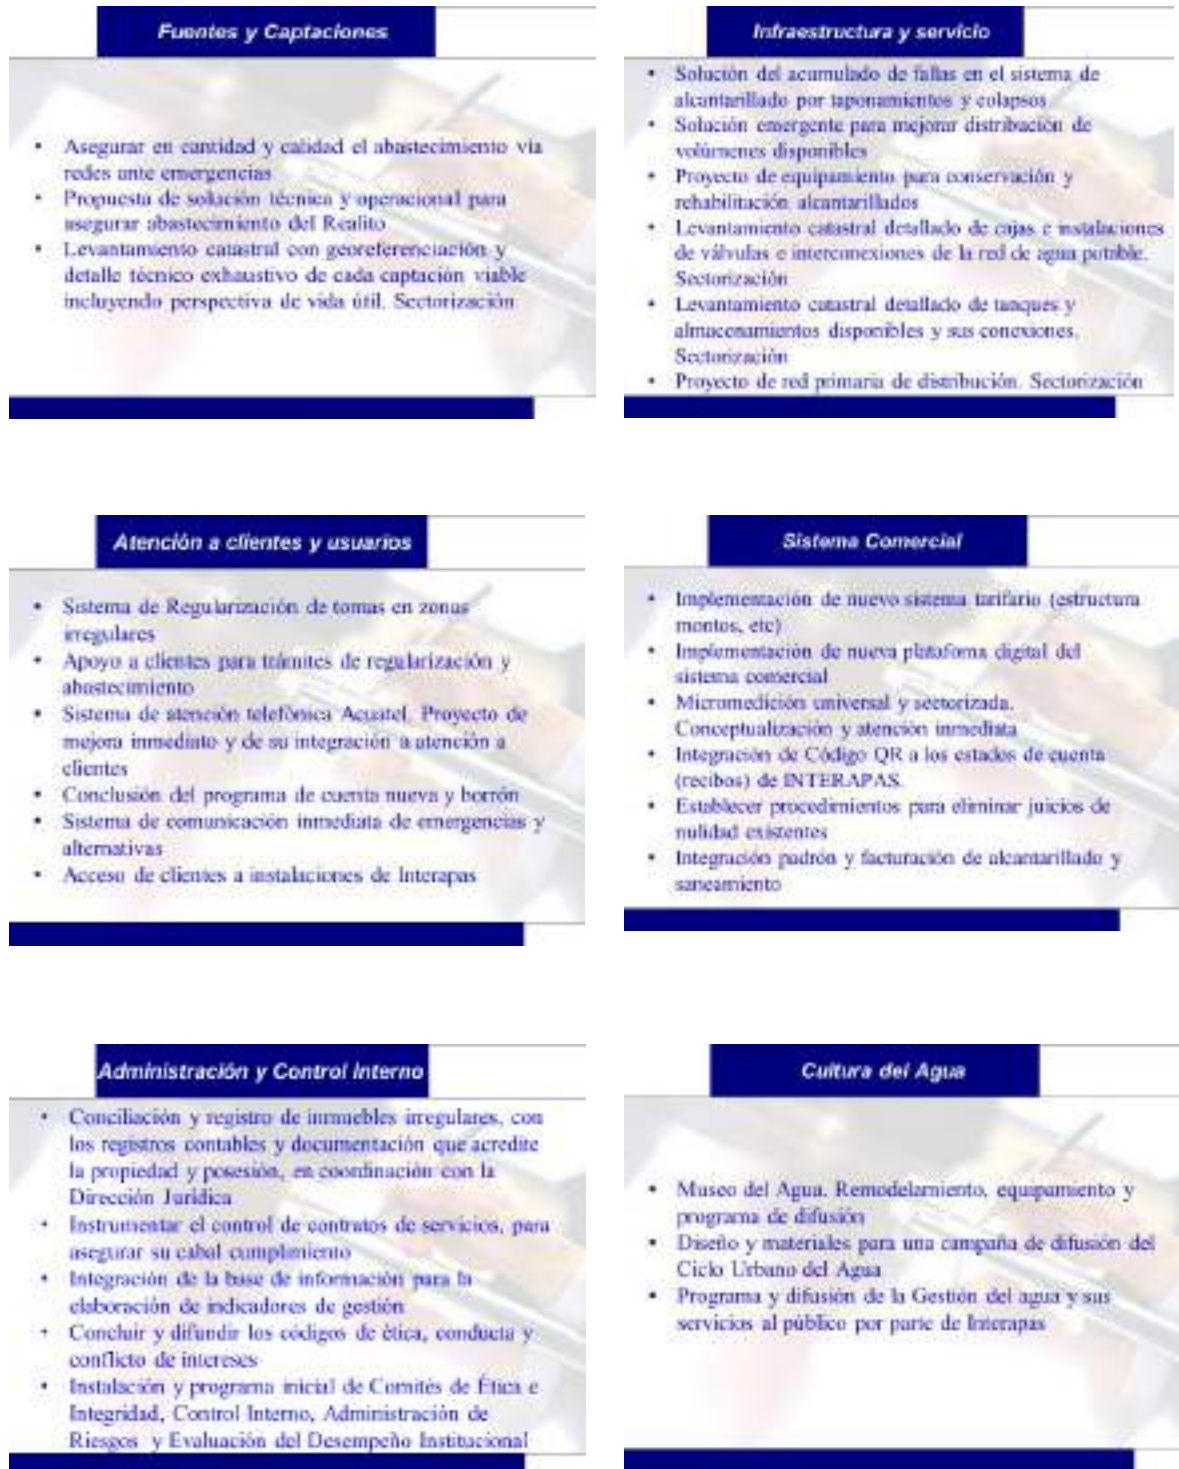 Fuentes y Captaciones
• Asegurar en cantidad y calidad el abastecimiento vía
redes ante emergencias
• Propuesta de solución técnica y operacional para
asegurar abastecimiento del Realito
• Levantamiento catastral con georeferenciación y
detalle técnico exhaustivo de cada captación viable
incluyendo perspectiva de vida útil. Sectorización
Infraestructura y servicio
• Solución del acumulado de fallas en el sistema de
alcantarillado por taponamientos y colapsos
• Solución emergente para mejorar distribución de
volúmenes disponibles
• Proyecto de equipamiento para conservación y
rehabilitación alcantarillados
• Levantamiento catastral detallado de cajas e instalaciones
de válvulas e interconexiones de la red de agua potable.
Sectorización
• Levantamiento catastral detallado de tanques y
almacenamientos disponibles y sus conexiones.
Sectorización
• Proyecto de red primaria de distribución. Sectorización
Atención a clientes y usuarios
• Sistema de Regularización de tomas en zonas
irregulares
• Apoyo a clientes para trámites de regularización y
abastecimiento
• Sistema de atención telefónica Acuatel. Proyecto de
mejora inmediato y de su integración a atención a
clientes
• Conclusión del programa de cuenta nueva y borrón
• Sistema de comunicación inmediata de emergencias y
alternativas
• Acceso de clientes a instalaciones de Interapas
Sistema Comercial
• Implementación de nuevo sistema tarifario (estructura
montos, etc)
• Implementación de nueva plataforma digital del
sistema comercial
• Micromedición universal y sectorizada.
Conceptualización y atención inmediata
• Integración de Código QR a los estados de cuenta
(recibos) de INTERAPAS.
• Establecer procedimientos para eliminar juicios de
nulidad existentes
• Integración padrón y facturación de alcantarillado y
saneamiento
Administración y Control Interno
• Conciliación y registro de inmuebles irregulares, con
los registros contables y documentación que acredite
la propiedad y posesión, en coordinación con la
Dirección Jurídica
• Instrumentar el control de contratos de servicios, para
asegurar su cabal cumplimiento
• Integración de la base de información para la
elaboración de indicadores de gestión
• Concluir y difundir los códigos de ética, conducta y
conflicto de intereses
• Instalación y programa inicial de Comités de Ética e
Integridad, Control Interno, Administración de
Riesgos y Evaluación del Desempeño Institucional
Cultura del Agua
• Museo del Agua. Remodelamiento, equipamiento y
programa de difusión
• Diseño y materiales para una campaña de difusión del
Ciclo Urbano del Agua
• Programa y difusión de la Gestión del agua y sus
servicios al público por parte de Interapas